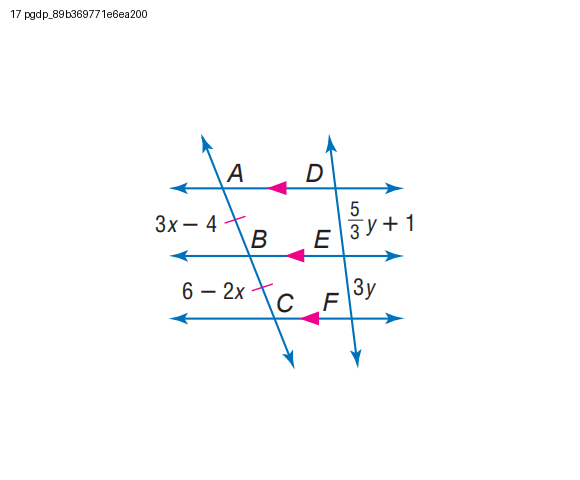 17 pgdp_89b369771e6ea200
A D
3x – 4 5/3 y + 1
B E
6 – 2x C F 3y